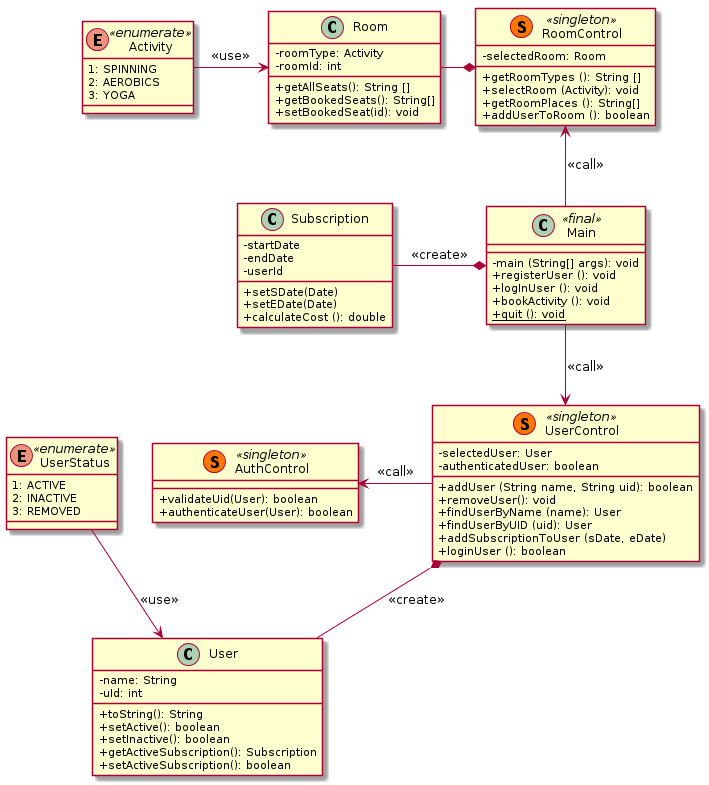 E «enumerate»
Activity
1: SPINNING
2: AEROBICS
3: YOGA
«use»
C Room
-roomType: Activity
-roomId: int
+getAllSeats(): String []
+getBookedSeats(): String[]
+setBookedSeat(id): void
S «singleton»
RoomControl
-selectedRoom: Room
+getRoomTypes (): String []
+selectRoom (Activity): void
+getRoomPlaces (): String[]
+addUserToRoom (): boolean
«call»
C Subscription
-startDate
-endDate
-userId
+setSDate(Date)
+setEDate(Date)
+calculateCost (): double
«create»
C «final»
Main
-main (String[] args): void
+registerUser (): void
+logInUser (): void
+bookActivity (): void
+quit (): void
«call»
E «enumerate»
UserStatus
1: ACTIVE
2: INACTIVE
3: REMOVED
S «singleton»
AuthControl
+validateUid(User): boolean
+authenticateUser(User): boolean
«call»
S «singleton»
UserControl
-selectedUser: User
-authenticatedUser: boolean
+addUser (String name, String uid): boolean
+removeUser(): void
+findUserByName (name): User
+findUserByUID (uid): User
+addSubscriptionToUser (sDate, eDate)
+loginUser (): boolean
«use»
«create»
C User
-name: String
-uId: int
+toString(): String
+setActive(): boolean
+setInactive(): boolean
+getActiveSubscription(): Subscription
+setActiveSubscription(): boolean